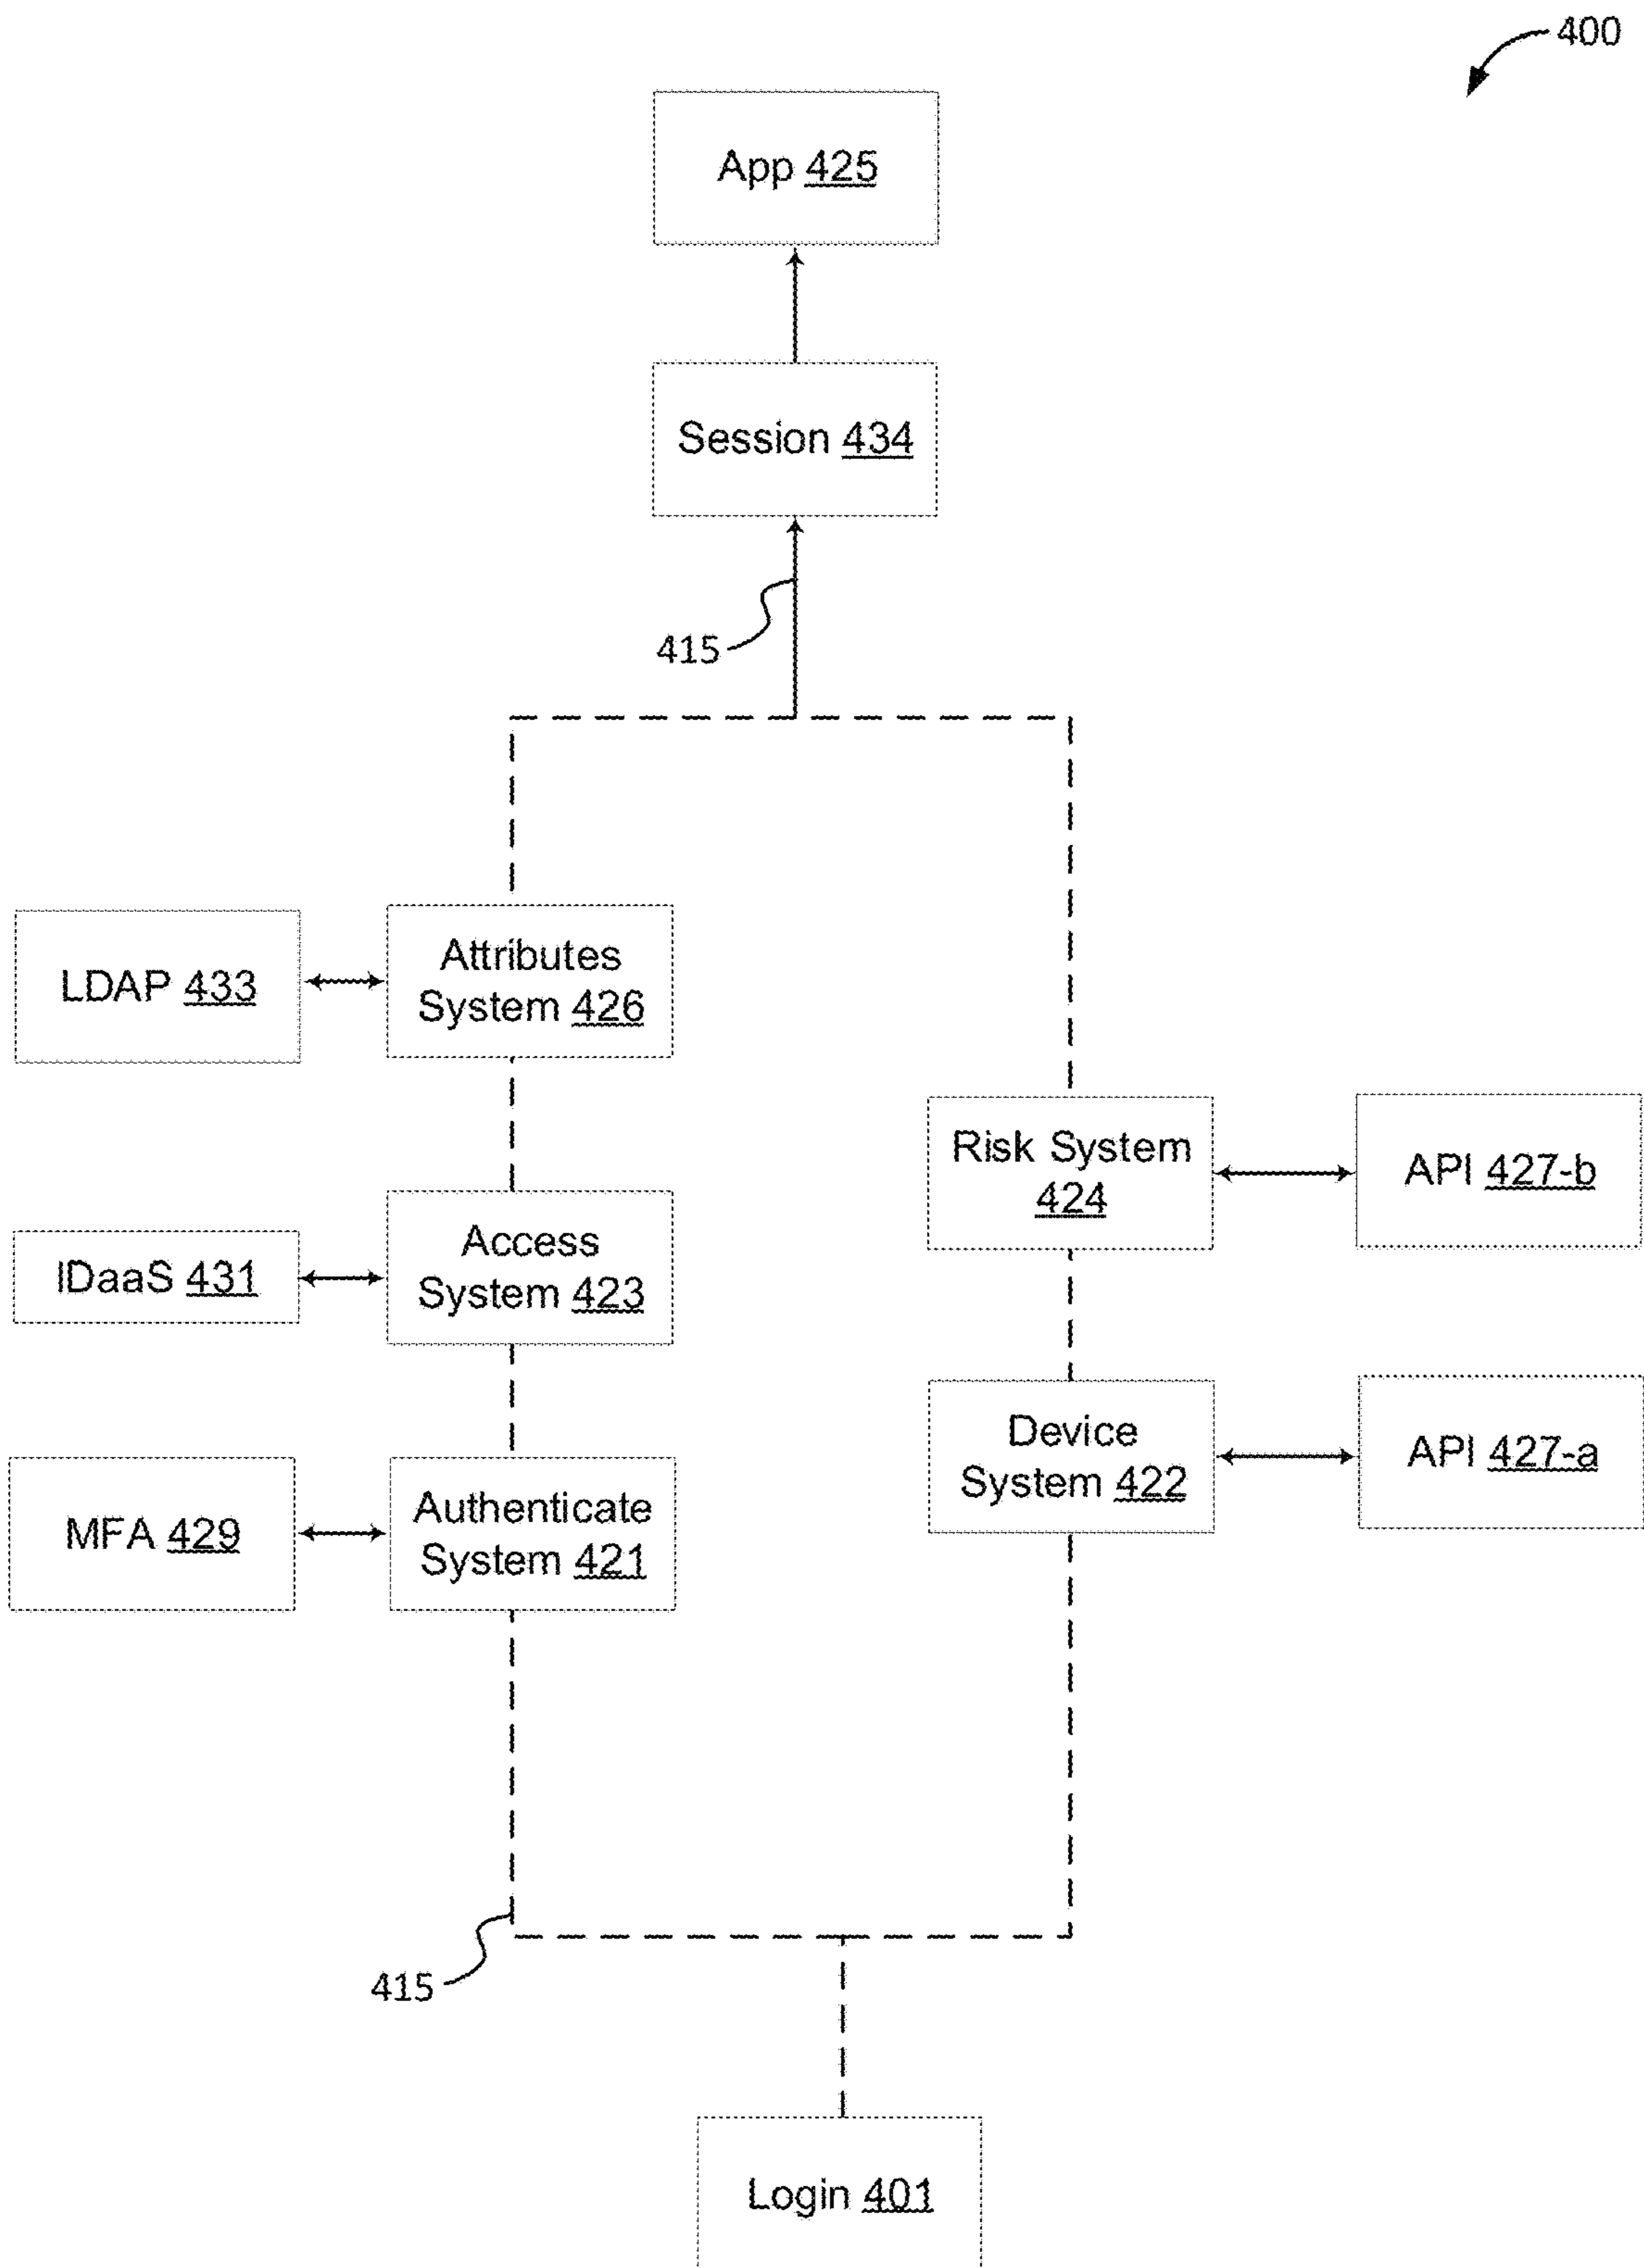 400
App 425
Session 434
415
Attributes
System 426
LDAP 433
Risk System
424
API 427-b
Access
System 423
IDaaS 431
Device
System 422
API 427-a
Authenticate
System 421
MFA 429
415
Login 401